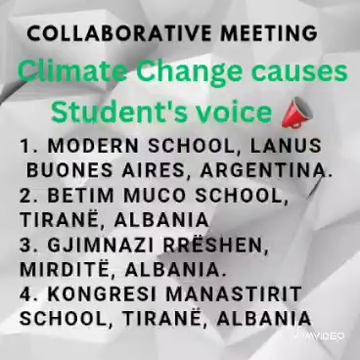 COLLABORATIVE MEETING
Climate Change causes
Student's voice 📣
1. MODERN SCHOOL, LANUS
BUONES AIRES, ARGENTINA.
2. BETIM MUCO SCHOOL,
TIRANË, ALBANIA
3. GJIMNAZI RRËSHEN,
MIRDITË, ALBANIA.
4. KONGRESI MANASTIRIT
SCHOOL, TIRANË, ALBANIA